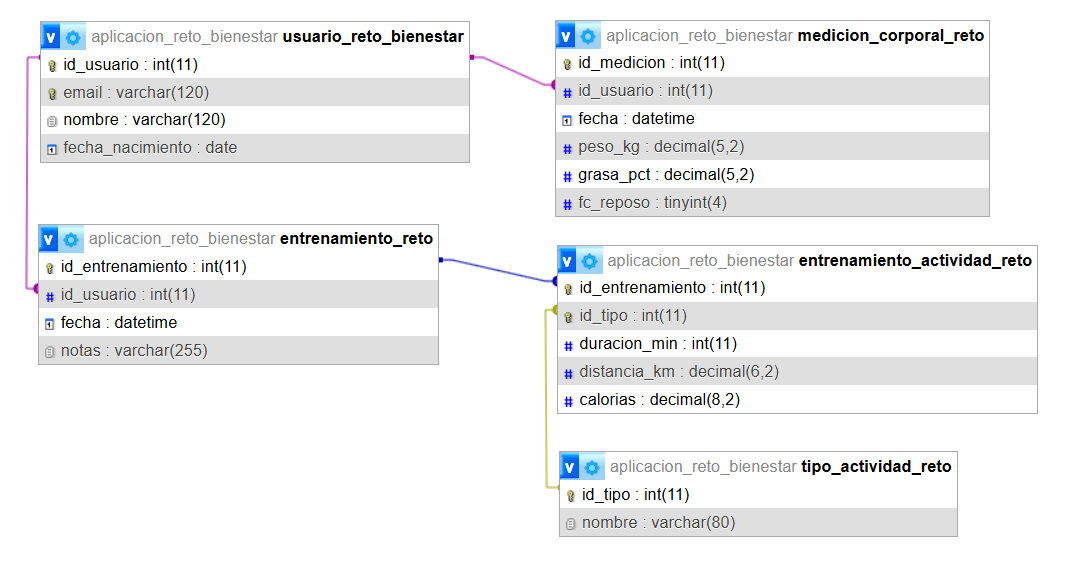 aplicacion_reto_bienestar usuario_reto_bienestar
id_usuario : int(11)
email : varchar(120)
nombre : varchar(120)
fecha_nacimiento : date
aplicacion_reto_bienestar medicion_corporal_reto
id_medicion : int(11)
id_usuario : int(11)
fecha : datetime
peso_kg : decimal(5,2)
grasa_pct : decimal(5,2)
fc_reposo : tinyint(4)
aplicacion_reto_bienestar entrenamiento_reto
id_entrenamiento : int(11)
id_usuario : int(11)
fecha : datetime
notas : varchar(255)
aplicacion_reto_bienestar entrenamiento_actividad_reto
id_entrenamiento : int(11)
id_tipo : int(11)
duracion_min : int(11)
distancia_km : decimal(6,2)
calorias : decimal(8,2)
aplicacion_reto_bienestar tipo_actividad_reto
id_tipo : int(11)
nombre : varchar(80)